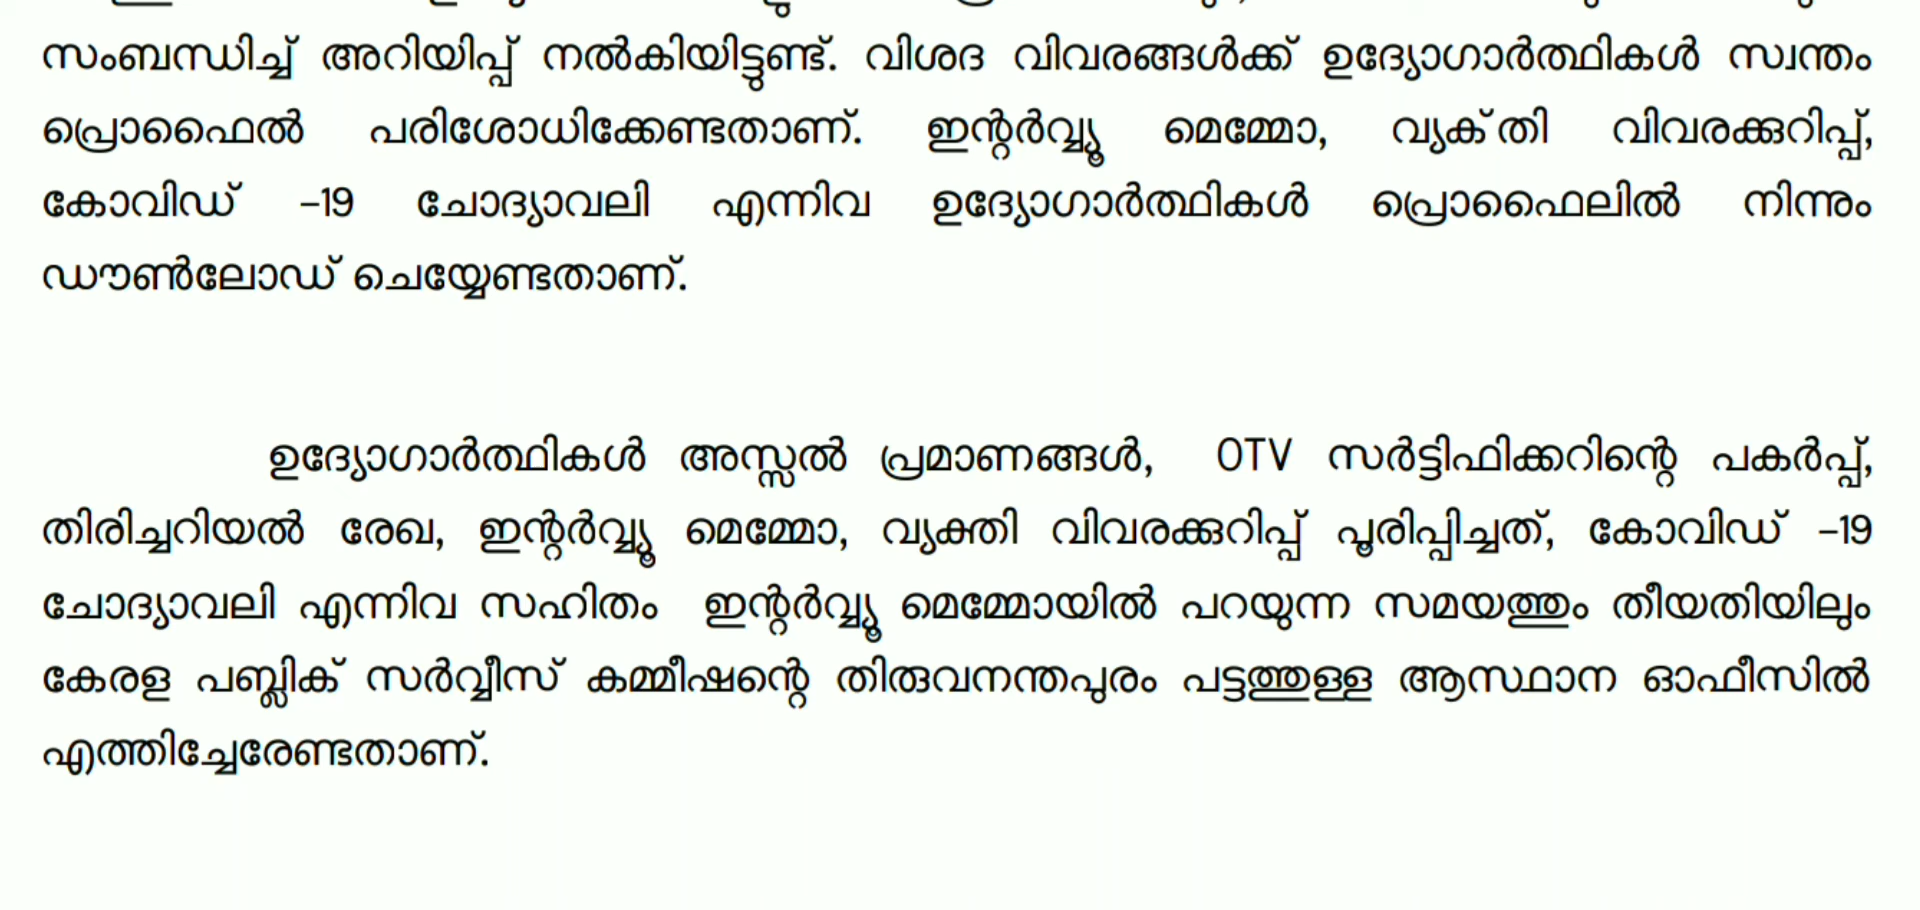 സംബന്ധിച്ച് അറിയിപ്പ് നൽകിയിട്ടുണ്ട്. വിശദ വിവരങ്ങൾക്ക് ഉദ്യോഗാർത്ഥികൾ സ്വന്തം
പ്രൊഫൈൽ പരിശോധിക്കേണ്ടതാണ്. ഇന്റർവ്വ്യൂ മെമ്മോ, വ്യക്‌തി വിവരക്കുറിപ്പ്,
കോവിഡ് –19 ചോദ്യാവലി എന്നിവ ഉദ്യോഗാർത്ഥികൾ പ്രൊഫൈലിൽ നിന്നും
ഡൗൺലോഡ് ചെയ്യേണ്ടതാണ്.
ഉദ്യോഗാർത്ഥികൾ അസ്സൽ പ്രമാണങ്ങൾ, OTV സർട്ടിഫിക്കറിന്റെ പകർപ്പ്,
തിരിച്ചറിയൽ രേഖ, ഇന്റർവ്വ്യൂ മെമ്മോ, വ്യക്തി വിവരക്കുറിപ്പ് പൂരിപ്പിച്ചത്, കോവിഡ് –19
ചോദ്യാവലി എന്നിവ സഹിതം ഇന്റർവ്വ്യൂ മെമ്മോയിൽ പറയുന്ന സമയത്തും തീയതിയിലും
കേരള പബ്ലിക് സർവ്വീസ് കമ്മീഷന്റെ തിരുവനന്തപുരം പട്ടത്തുള്ള ആസ്ഥാന ഓഫീസിൽ
എത്തിച്ചേരേണ്ടതാണ്.